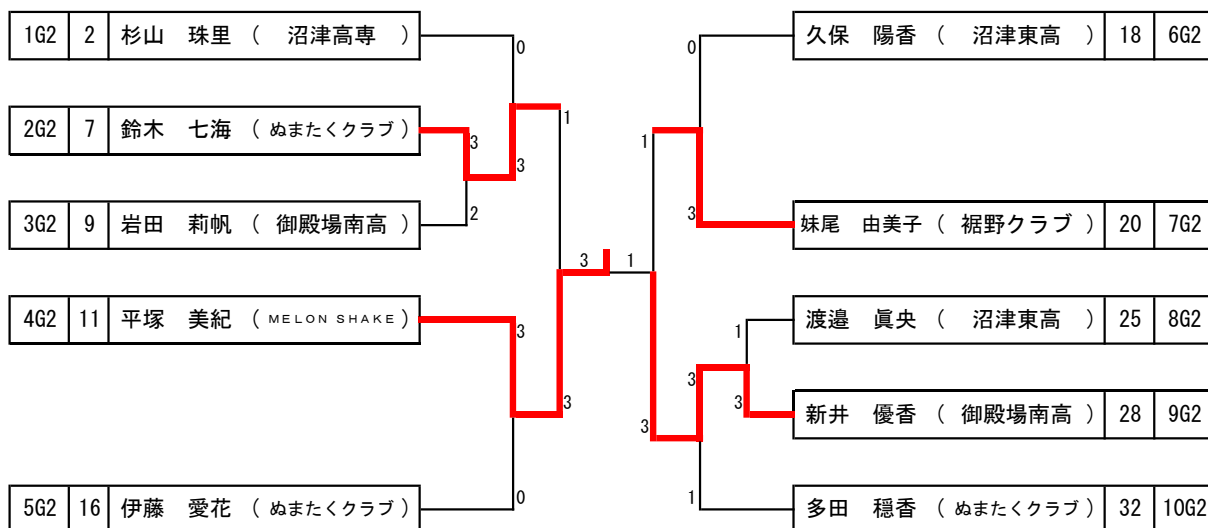 1G2 2 杉山 珠里 ( 沼津高専 )
0
2G2 7 鈴木 七海 ( ぬまたくクラブ )
3
3
1
3G2 9 岩田 莉帆 ( 御殿場南高 )
2
3 1
4G2 11 平塚 美紀 ( MELON SHAKE )
3
3
5G2 16 伊藤 愛花 ( ぬまたくクラブ )
0
久保 陽香 ( 沼津東高 ) 18 6G2
0
1
3
妹尾 由美子 ( 裾野クラブ ) 20 7G2
渡邉 眞央 ( 沼津東高 ) 25 8G2
1
3
3
新井 優香 ( 御殿場南高 ) 28 9G2
3
1
多田 穏香 ( ぬまたくクラブ ) 32 10G2